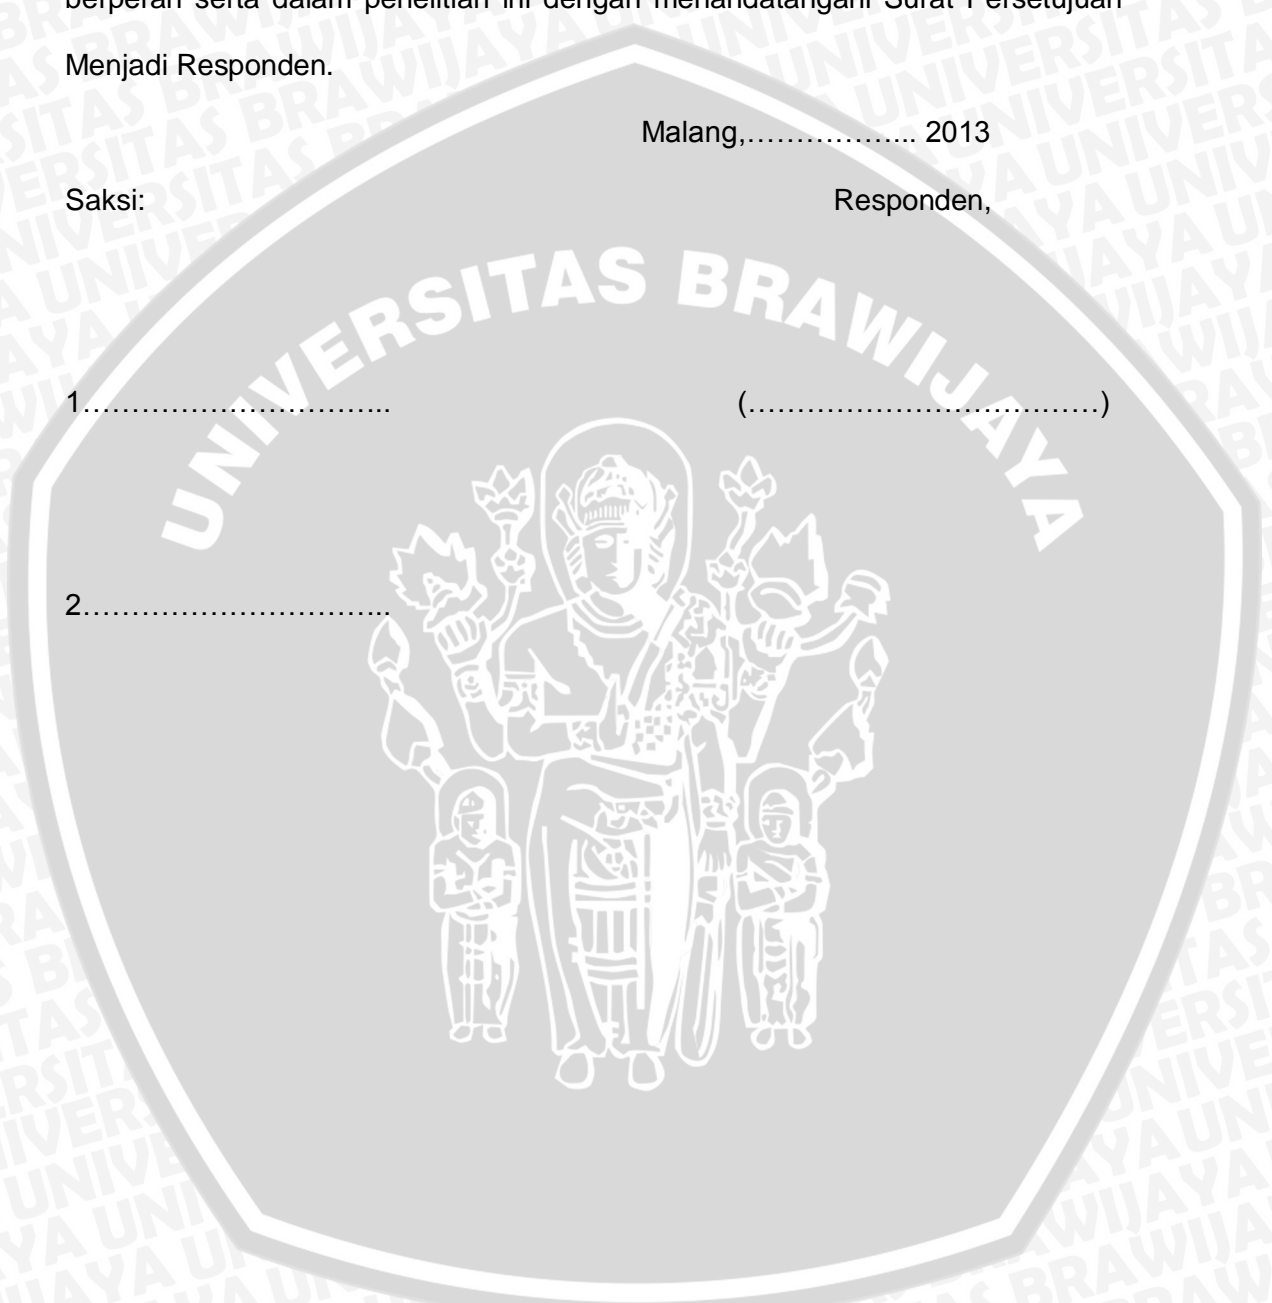 berperan serta dalam penelitian ini dengan menandatangani Surat Persetujuan
Menjadi Responden.
Malang,……………... 2013
Saksi: Responden,
UNIVERSITAS BRAWIJAYA
1………………………….. (………………………………)
2…………………………..